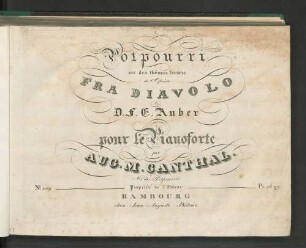 Potpourri
sur des thèmes favoris
de l'Opéra
FRA DIAVOLO
de
D.F.E. Auber
pour le Pianoforte
par
AUG. M. CANTHAL.
Propriété de l'Editeur
HAMBOURG
chez Jean Auguste Böhme